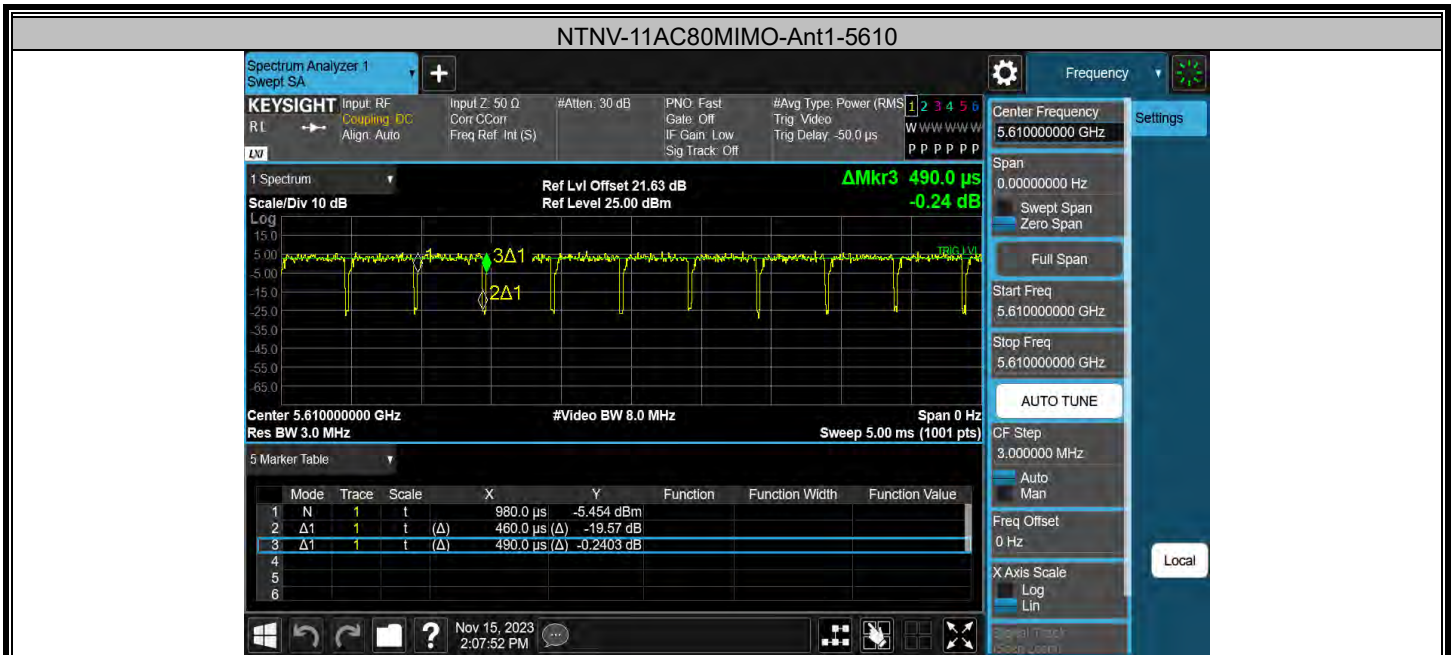 NTNV-11AC80MIMO-Ant1-5610
Spectrum Analyzer 1
Swept SA
+
Frequency
KEYSIGHT
RL
LXI
Input: RF
Coupling: DC
Align: Auto
Input Z: 50 Ω
Corr CCorr
Freq Ref: Int (S)
#Atten: 30 dB
PNO: Fast
Gate: Off
IF Gain: Low
Sig Track: Off
#Avg Type: Power (RMS
Trig: Video
Trig Delay: -50.0 µs
1 2 3 4 5 6
W W W W W W
P P P P P P
Settings
1 Spectrum
Scale/Div 10 dB
Ref Lvl Offset 21.63 dB
Ref Level 25.00 dBm
ΔMkr3 490.0 µs
-0.24 dB
Log
15.0
5.00
-5.00
-15.0
-25.0
-35.0
-45.0
-55.0
-65.0
1
3Δ1
2Δ1
TRIG LVL
Center 5.610000000 GHz
Res BW 3.0 MHz
#Video BW 8.0 MHz
Span 0 Hz
Sweep 5.00 ms (1001 pts)
5 Marker Table
Mode Trace Scale X Y Function Function Width Function Value
1 N 1 t 980.0 µs -5.454 dBm
2 Δ1 1 t (Δ) 460.0 µs (Δ) -19.57 dB
3 Δ1 1 t (Δ) 490.0 µs (Δ) -0.2403 dB
4
5
6
Center Frequency
5.610000000 GHz
Span
0.00000000 Hz
Swept Span
Zero Span
Full Span
Start Freq
5.610000000 GHz
Stop Freq
5.610000000 GHz
AUTO TUNE
CF Step
3.000000 MHz
Auto
Man
Freq Offset
0 Hz
X Axis Scale
Log
Lin
Signal Track
(Span Zoom)
Local
?
Nov 15, 2023
2:07:52 PM